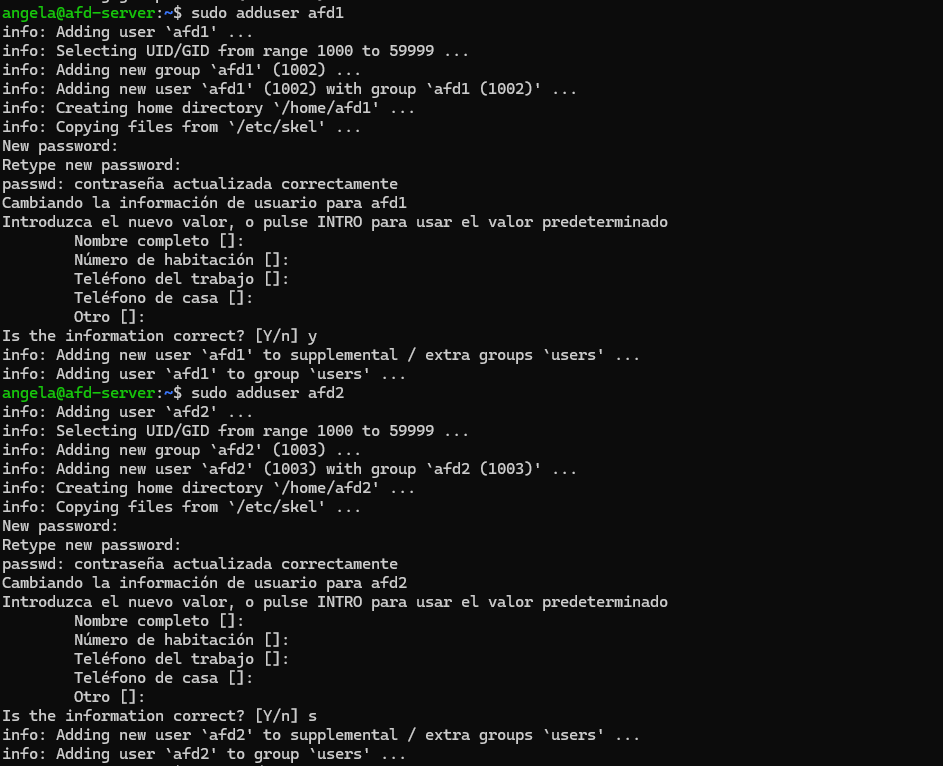 angela@afd-server:~$ sudo adduser afd1
info: Adding user `afd1' ...
info: Selecting UID/GID from range 1000 to 59999 ...
info: Adding new group `afd1' (1002) ...
info: Adding new user `afd1' (1002) with group `afd1 (1002)' ...
info: Creating home directory `/home/afd1' ...
info: Copying files from `/etc/skel' ...
New password:
Retype new password:
passwd: contraseña actualizada correctamente
Cambiando la información de usuario para afd1
Introduzca el nuevo valor, o pulse INTRO para usar el valor predeterminado
        Nombre completo []:
        Número de habitación []:
        Teléfono del trabajo []:
        Teléfono de casa []:
        Otro []:
Is the information correct? [Y/n] y
info: Adding new user `afd1' to supplemental / extra groups `users' ...
info: Adding user `afd1' to group `users' ...
angela@afd-server:~$ sudo adduser afd2
info: Adding user `afd2' ...
info: Selecting UID/GID from range 1000 to 59999 ...
info: Adding new group `afd2' (1003) ...
info: Adding new user `afd2' (1003) with group `afd2 (1003)' ...
info: Creating home directory `/home/afd2' ...
info: Copying files from `/etc/skel' ...
New password:
Retype new password:
passwd: contraseña actualizada correctamente
Cambiando la información de usuario para afd2
Introduzca el nuevo valor, o pulse INTRO para usar el valor predeterminado
        Nombre completo []:
        Número de habitación []:
        Teléfono del trabajo []:
        Teléfono de casa []:
        Otro []:
Is the information correct? [Y/n] s
info: Adding new user `afd2' to supplemental / extra groups `users' ...
info: Adding user `afd2' to group `users' ...